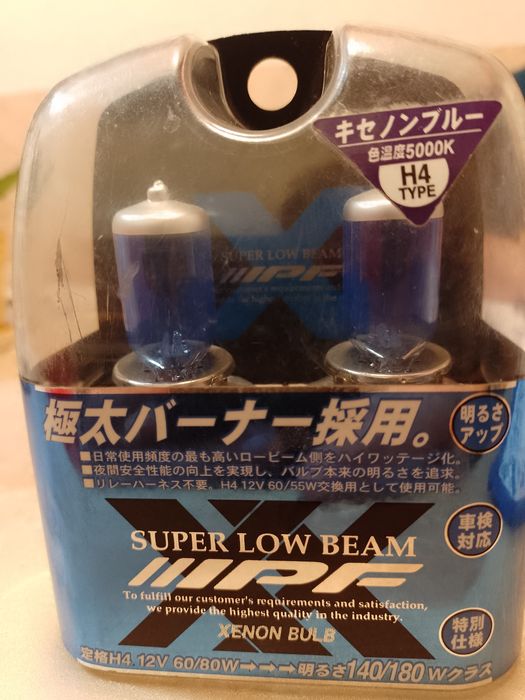 キセノンブルー
色温度5000K
H4
TYPE
SUPER LOW BEAM
IPF
極太バーナー採用。
明るさ
アップ
■日常使用頻度の最も高いロービーム側をハイワッテージ化。
■夜間安全性能の向上を実現し、バルブ本来の明るさを追求。
■リレーハーネス不要。H4 12V 60/55W交換用として使用可能。
車検
対応
SUPER LOW BEAM
IPF
To fulfill our customer's requirements and satisfaction,
we provide the highest quality in the industry.
XENON BULB
特別
仕様
定格H4. 12V 60/80W→→→明るさ140/180Wクラス